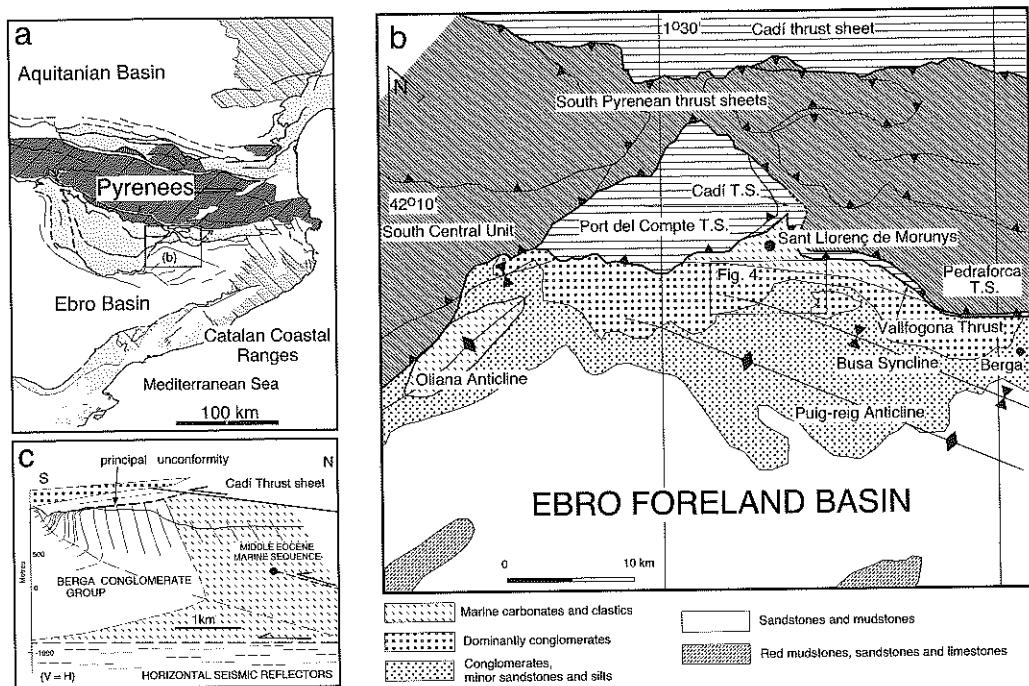 a
Aquitanian Basin
Pyrenees
(b)
Ebro Basin
Catalan Coastal
Ranges
Mediterranean Sea
100 km
b
1º30'
Cadí thrust sheet
N
South Pyrenean thrust sheets
42º10'
Cadí T.S.
South Central Unit
Port del Compte T.S.
Sant Llorenç de Morunys
Fig. 4
Pedraforca
T.S.
Vallfogona Thrust
Oliana Anticline
Busa Syncline
Berga
Puig-reig Anticline
EBRO FORELAND BASIN
0
10 km
c
principal unconformity
S
N
Cadí Thrust sheet
Metres
500
0
-1000
MIDDLE EOCENE
MARINE SEQUENCE
BERGA CONGLOMERATE
GROUP
1km
{V = H}
HORIZONTAL SEISMIC REFLECTORS
Marine carbonates and clastics
Dominantly conglomerates
Conglomerates,
minor sandstones and silts
Sandstones and mudstones
Red mudstones, sandstones and limestones